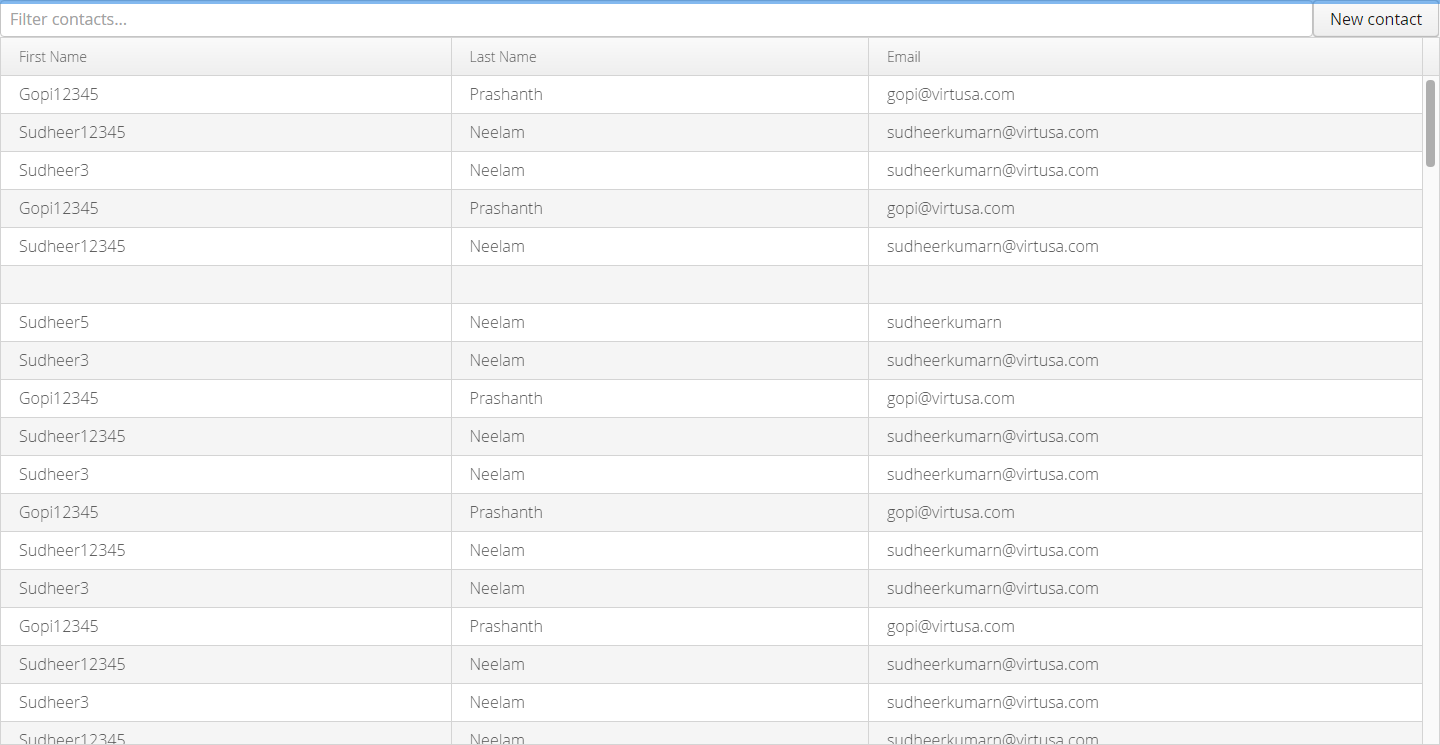 Filter contacts... New contact
First Name Last Name Email
Gopi12345 Prashanth gopi@virtusa.com
Sudheer12345 Neelam sudheerkumarn@virtusa.com
Sudheer3 Neelam sudheerkumarn@virtusa.com
Gopi12345 Prashanth gopi@virtusa.com
Sudheer12345 Neelam sudheerkumarn@virtusa.com
Sudheer5 Neelam sudheerkumarn
Sudheer3 Neelam sudheerkumarn@virtusa.com
Gopi12345 Prashanth gopi@virtusa.com
Sudheer12345 Neelam sudheerkumarn@virtusa.com
Sudheer3 Neelam sudheerkumarn@virtusa.com
Gopi12345 Prashanth gopi@virtusa.com
Sudheer12345 Neelam sudheerkumarn@virtusa.com
Sudheer3 Neelam sudheerkumarn@virtusa.com
Gopi12345 Prashanth gopi@virtusa.com
Sudheer12345 Neelam sudheerkumarn@virtusa.com
Sudheer3 Neelam sudheerkumarn@virtusa.com
Sudheer12345 Neelam sudheerkumarn@virtusa.com